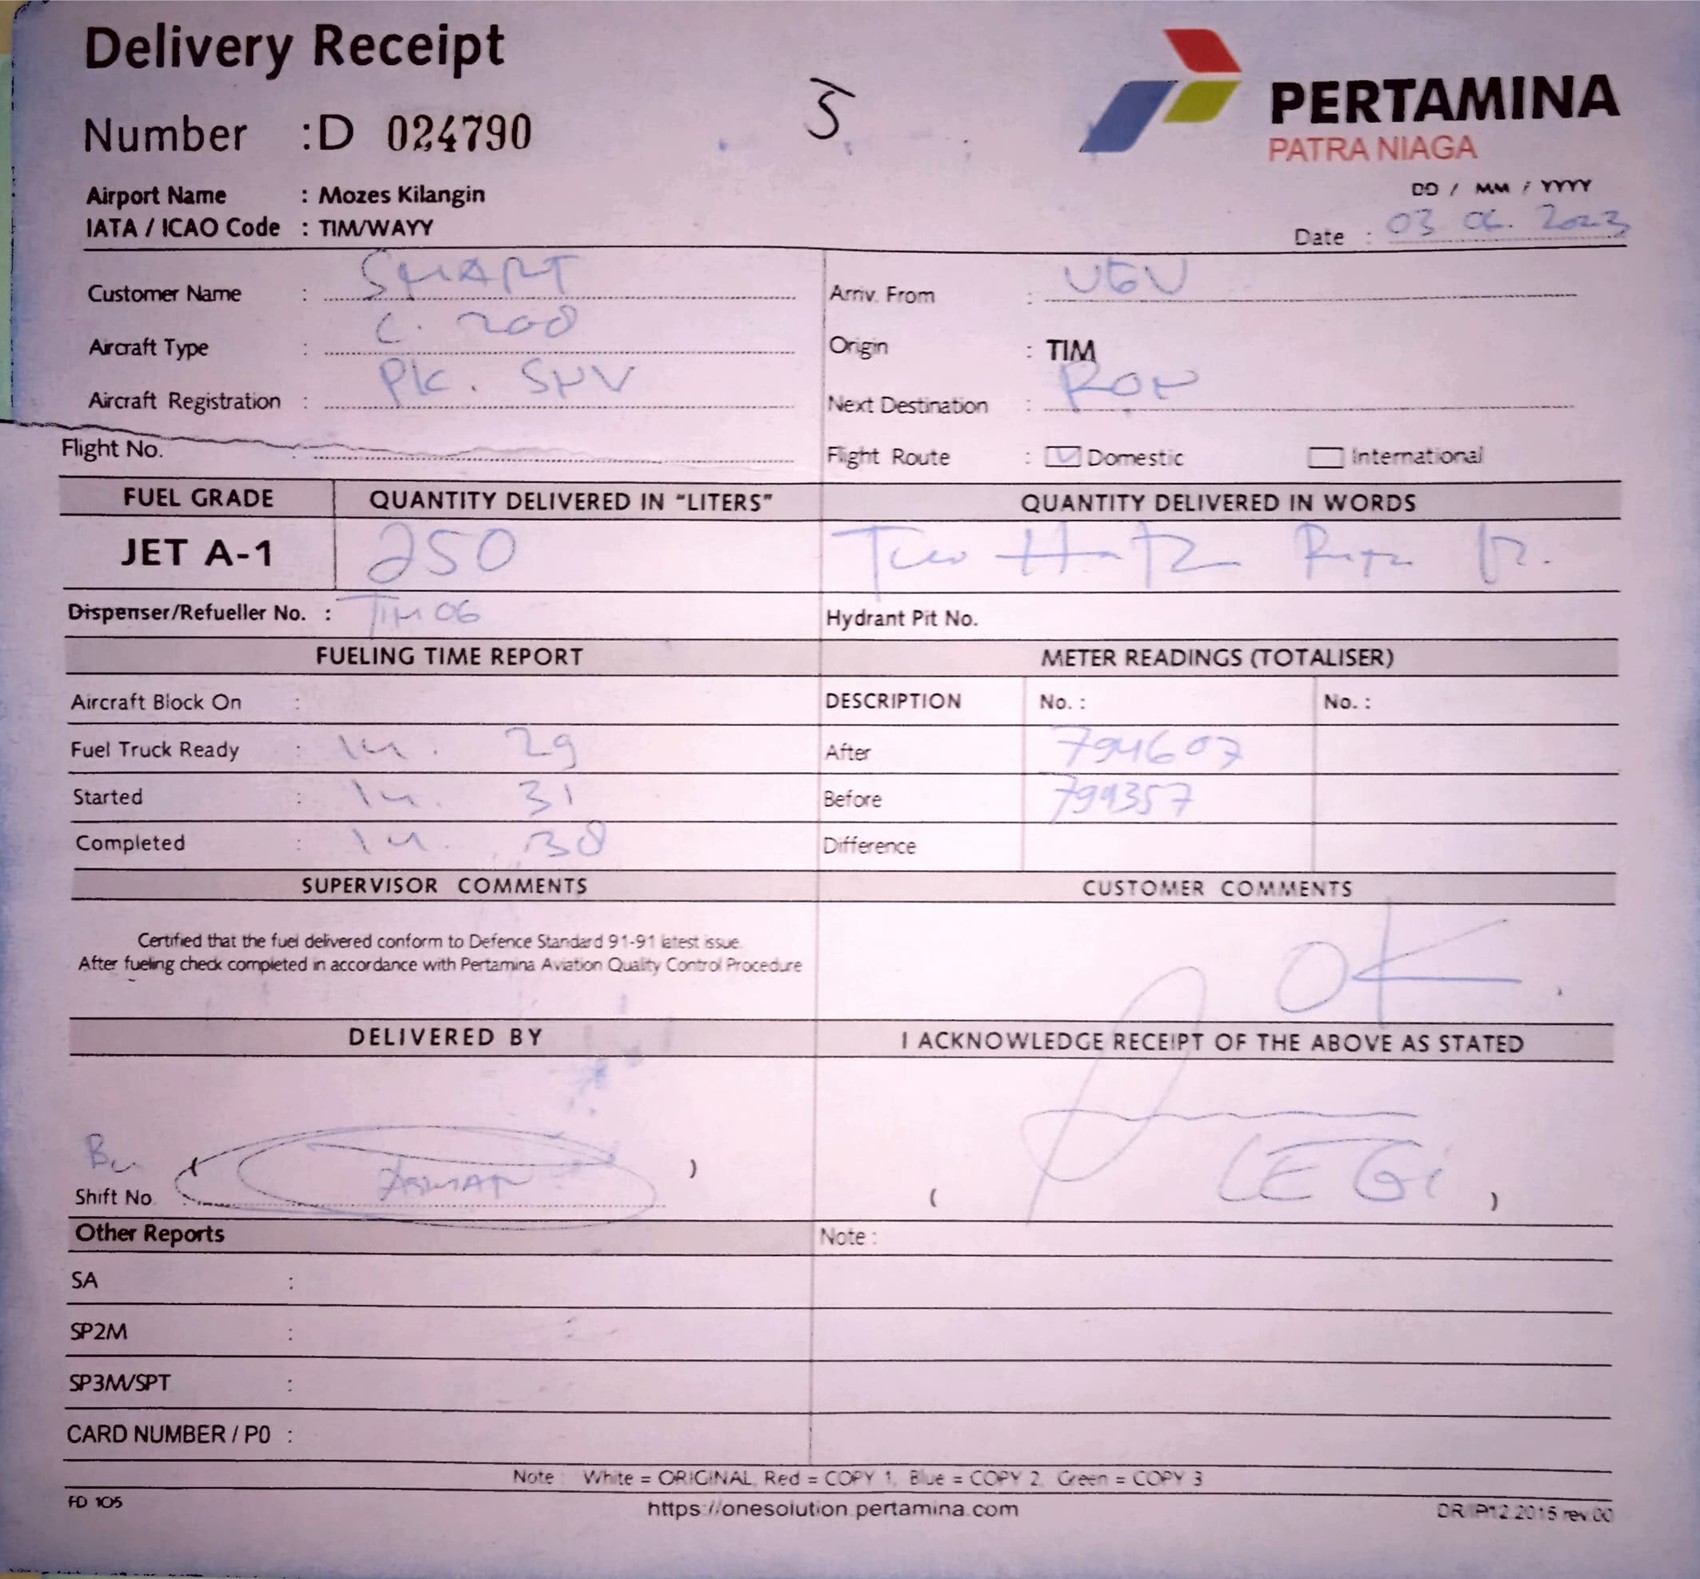 Delivery Receipt
5
Number : D 024790
PERTAMINA
PATRA NIAGA
Airport Name : Mozes Kilangin
IATA / ICAO Code : TIM/WAYY
DD / MM / YYYY
Date : 03 06. 2023
Customer Name : SMART
Arriv. From : UGU
Aircraft Type : C. 208
Origin : TIM
Aircraft Registration : PK. SNV
Next Destination : RON
Flight No. :
Flight Route : Domestic International
FUEL GRADE QUANTITY DELIVERED IN "LITERS" QUANTITY DELIVERED IN WORDS
JET A-1 250 Two
Dispenser/Refueller No. : TIM 06
Hydrant Pit No.
FUELING TIME REPORT METER READINGS (TOTALISER)
Aircraft Block On :
DESCRIPTION No. : No. :
Fuel Truck Ready : 14. 29
After 794607
Started : 14. 31
Before 794357
Completed : 14. 38
Difference
SUPERVISOR COMMENTS CUSTOMER COMMENTS
Certified that the fuel delivered conform to Defence Standard 91-91 latest issue
After fueling check completed in accordance with Pertamina Aviation Quality Control Procedure
OK
DELIVERED BY I ACKNOWLEDGE RECEIPT OF THE ABOVE AS STATED
Shift No ( )
( LEGI )
Other Reports Note :
SA :
SP2M :
SP3M/SPT :
CARD NUMBER / PO :
Note : White = ORIGINAL, Red = COPY 1, Blue = COPY 2, Green = COPY 3
FD 105 https://onesolution.pertamina.com DR/IP12.2015 rev.00